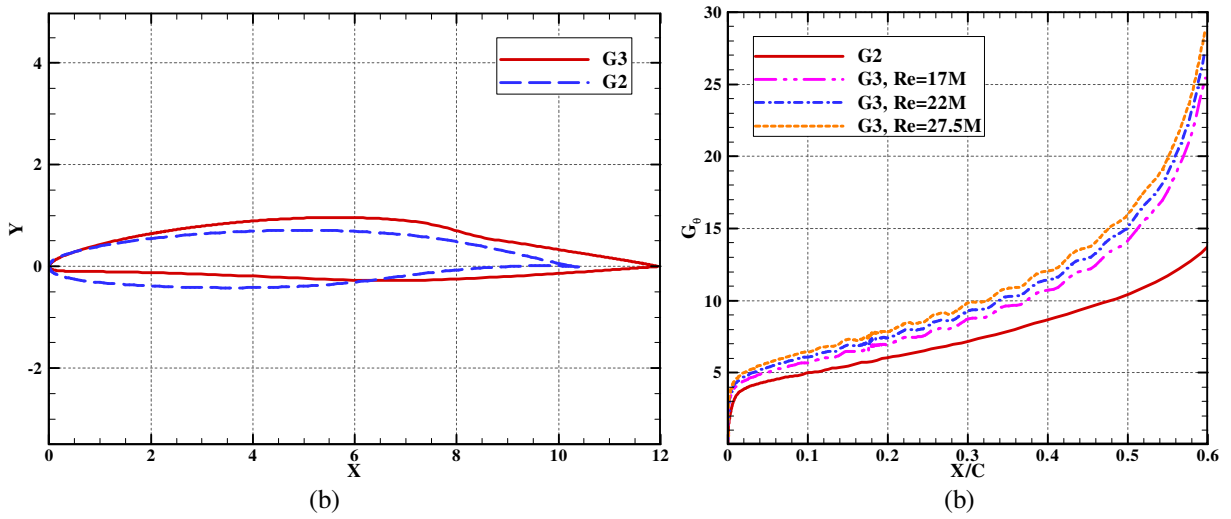 Y
4
2
0
-2
G3
G2
0 2 4 6 8 10 12
X
(b)
G_θ
30
25
20
15
10
5
G2
G3, Re=17M
G3, Re=22M
G3, Re=27.5M
0 0.1 0.2 0.3 0.4 0.5 0.6
X/C
(b)